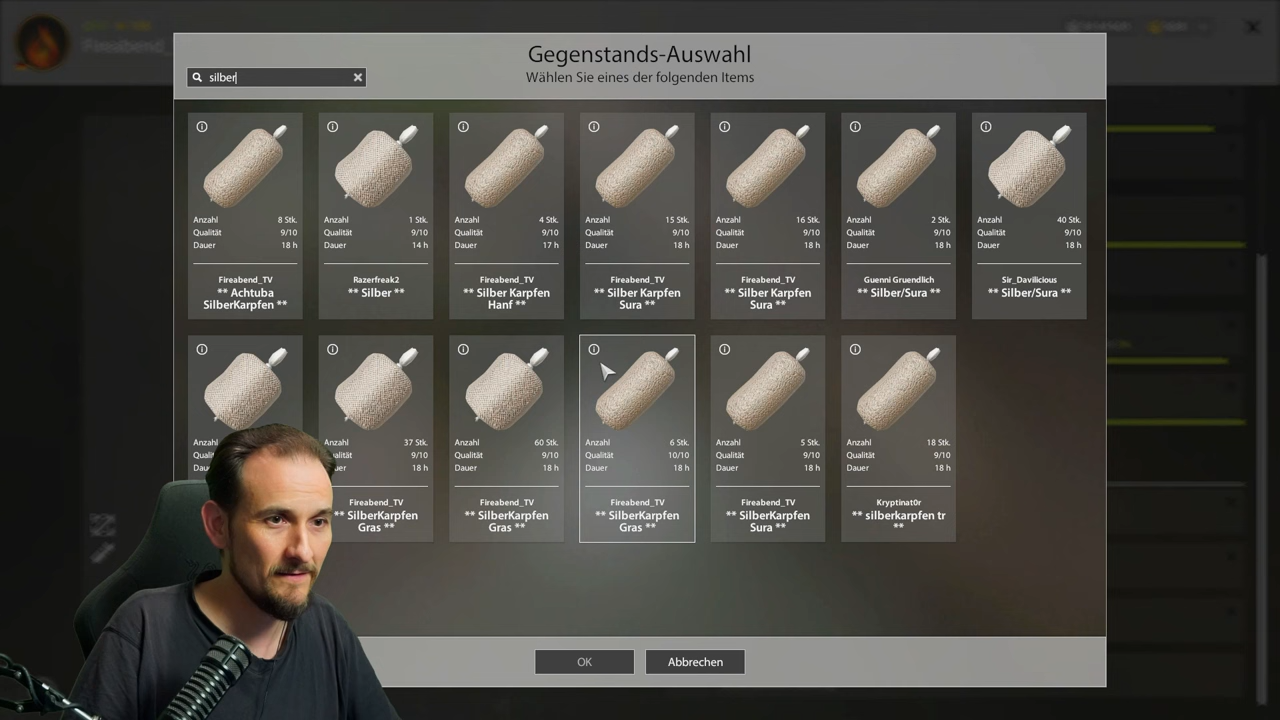 Gegenstands-Auswahl
Wählen Sie eines der folgenden Items
silber
Anzahl 8 Stk.
Qualität 9/10
Dauer 18 h
Fireabend_TV
** Achtuba
SilberKarpfen **
Anzahl 1 Stk.
Qualität 9/10
Dauer 14 h
Razerfreak2
** Silber **
Anzahl 4 Stk.
Qualität 9/10
Dauer 17 h
Fireabend_TV
** Silber Karpfen
Hanf **
Anzahl 15 Stk.
Qualität 9/10
Dauer 18 h
Fireabend_TV
** Silber Karpfen
Sura **
Anzahl 16 Stk.
Qualität 9/10
Dauer 18 h
Fireabend_TV
** Silber Karpfen
Sura **
Anzahl 2 Stk.
Qualität 9/10
Dauer 18 h
Guenni Gruendlich
** Silber/Sura **
Anzahl 40 Stk.
Qualität 9/10
Dauer 18 h
Sir_Davilicious
** Silber/Sura **
Anzahl
37 Stk.
9/10
18 h
Fireabend_TV
** SilberKarpfen
Gras **
Anzahl 60 Stk.
Qualität 9/10
Dauer 18 h
Fireabend_TV
** SilberKarpfen
Gras **
Anzahl 6 Stk.
Qualität 10/10
Dauer 18 h
Fireabend_TV
** SilberKarpfen
Gras **
Anzahl 5 Stk.
Qualität 9/10
Dauer 18 h
Fireabend_TV
** SilberKarpfen
Sura **
Anzahl 18 Stk.
Qualität 9/10
Dauer 18 h
Kryptinat0r
** silberkarpfen tr
**
OK
Abbrechen